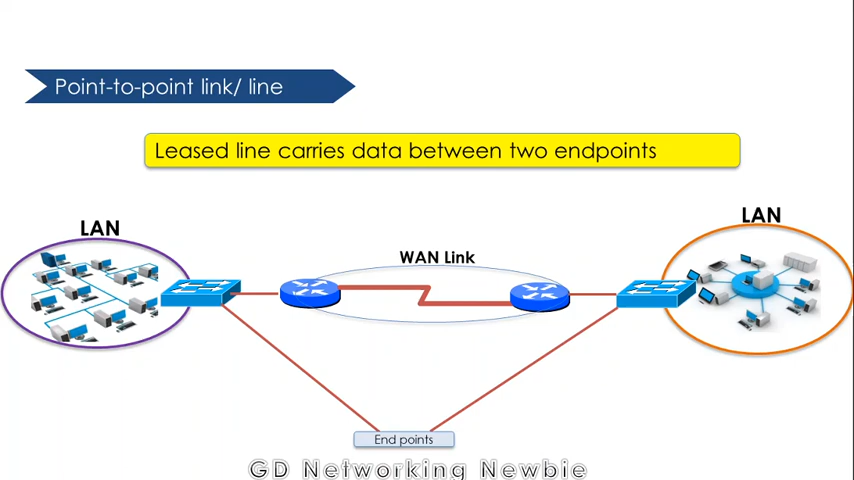 Point-to-point link/ line
Leased line carries data between two endpoints
LAN
LAN
WAN Link
End points
GD Networking Newbie